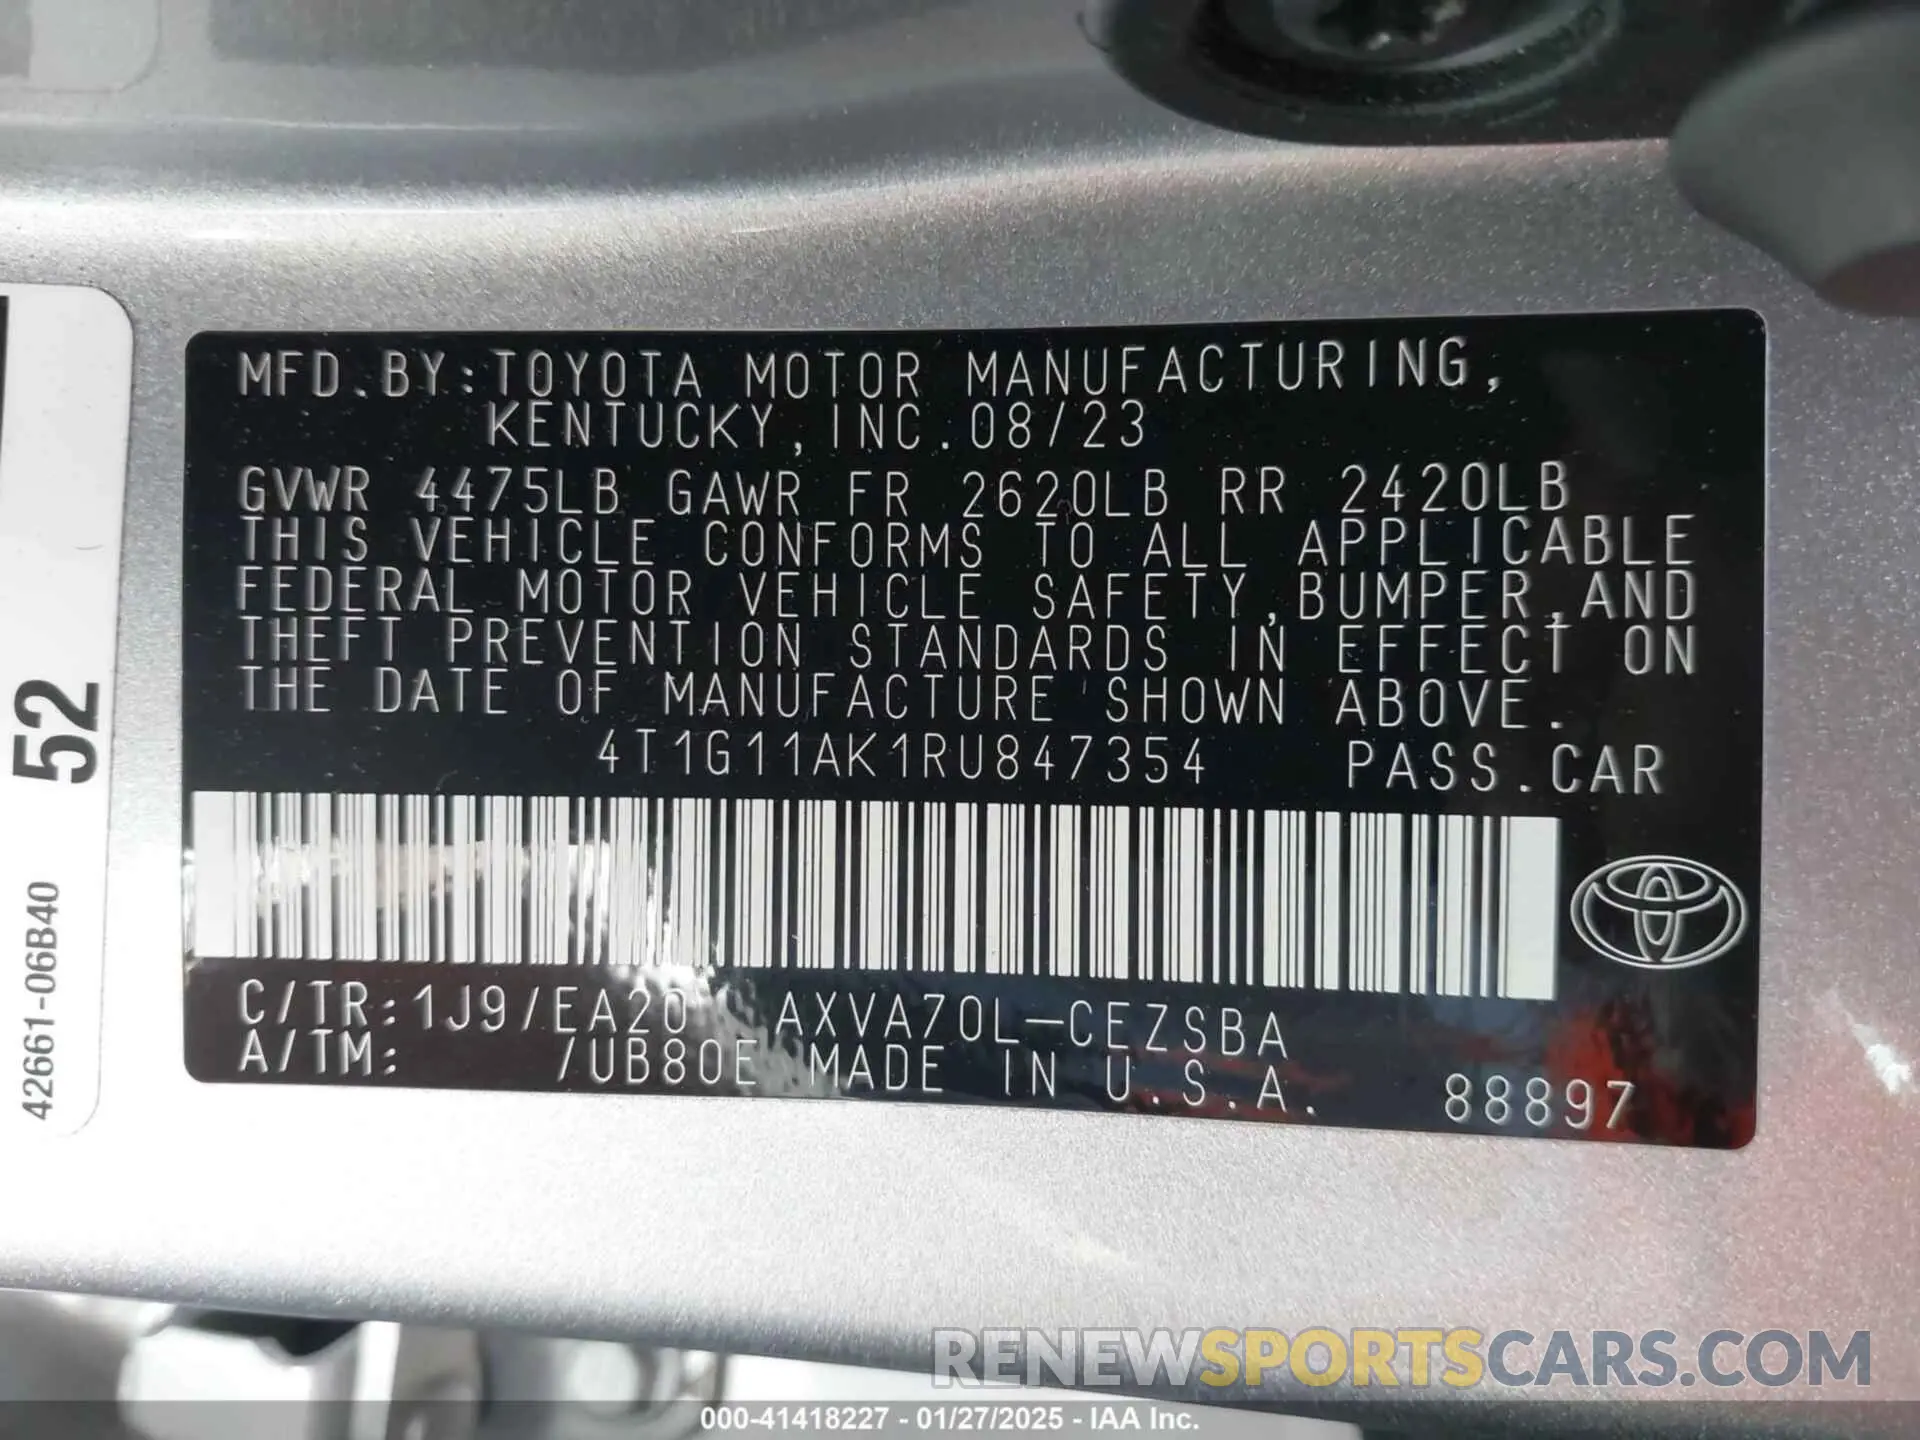 MFD.BY:TOYOTA MOTOR MANUFACTURING,
KENTUCKY,INC.08/23
GVWR 4475LB GAWR FR 2620LB RR 2420LB
THIS VEHICLE CONFORMS TO ALL APPLICABLE
FEDERAL MOTOR VEHICLE SAFETY,BUMPER,AND
THEFT PREVENTION STANDARDS IN EFFECT ON
THE DATE OF MANUFACTURE SHOWN ABOVE.
4T1G11AK1RU847354 PASS.CAR
C/TR:1J9/EA20 AXVA70L-CEZSBA
A/TM: /UB80E MADE IN U.S.A. 88897
52
42661-06B40
RENEWSPORTSCARS.COM
000-41418227 - 01/27/2025 - IAA Inc.